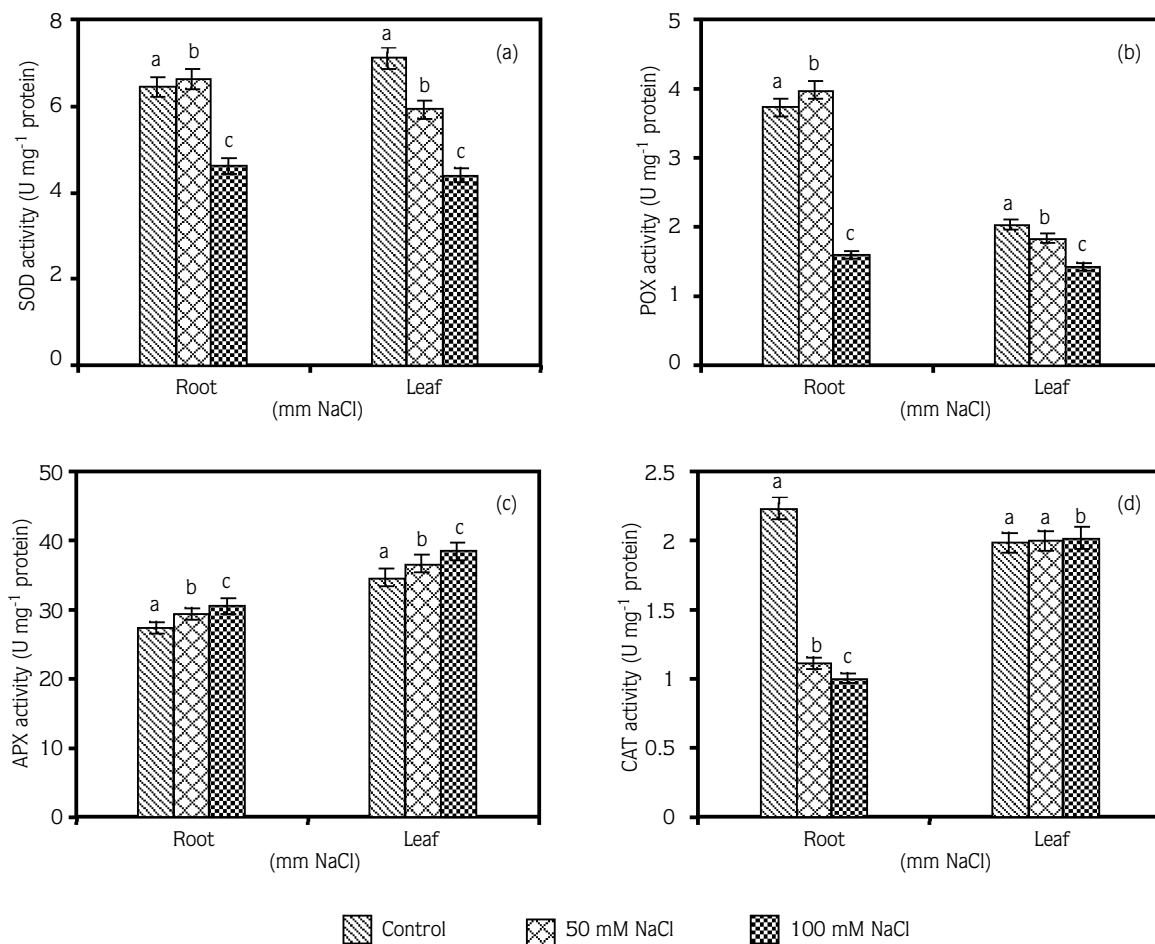 SOD activity (U mg⁻¹ protein)
8
6
4
2
0
(a)
a
b
c
a
b
c
Root
Leaf
(mm NaCl)
POX activity (U mg⁻¹ protein)
5
4
3
2
1
0
(b)
a
b
c
a
b
c
Root
Leaf
(mm NaCl)
APX activity (U mg⁻¹ protein)
50
40
30
20
10
0
(c)
a
b
c
a
b
c
Root
Leaf
(mm NaCl)
CAT activity (U mg⁻¹ protein)
2.5
2
1.5
1
0.5
0
(d)
a
b
c
a
a
b
Root
Leaf
(mm NaCl)
Control
50 mM NaCl
100 mM NaCl